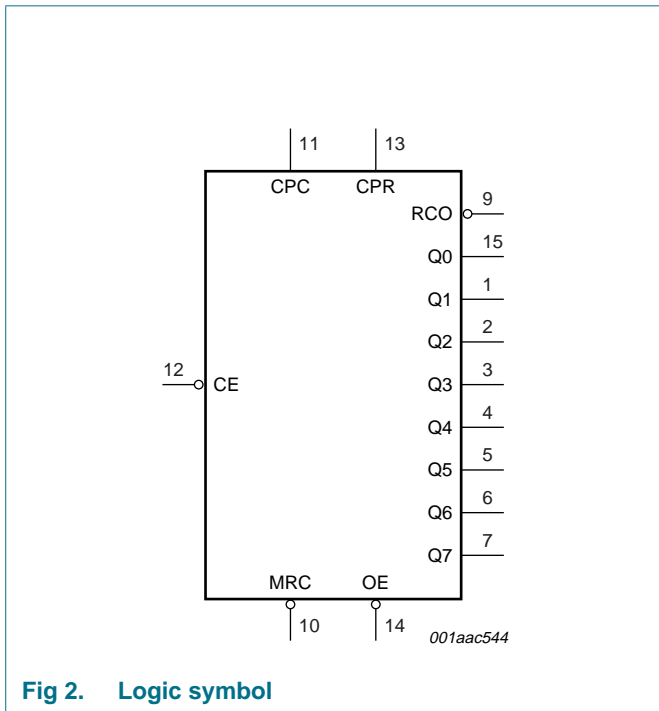 11 13
CPC CPR
RCO 9
Q0 15
Q1 1
Q2 2
Q3 3
12 CE
Q4 4
Q5 5
Q6 6
Q7 7
MRC OE
10 14
001aac544
Fig 2. Logic symbol